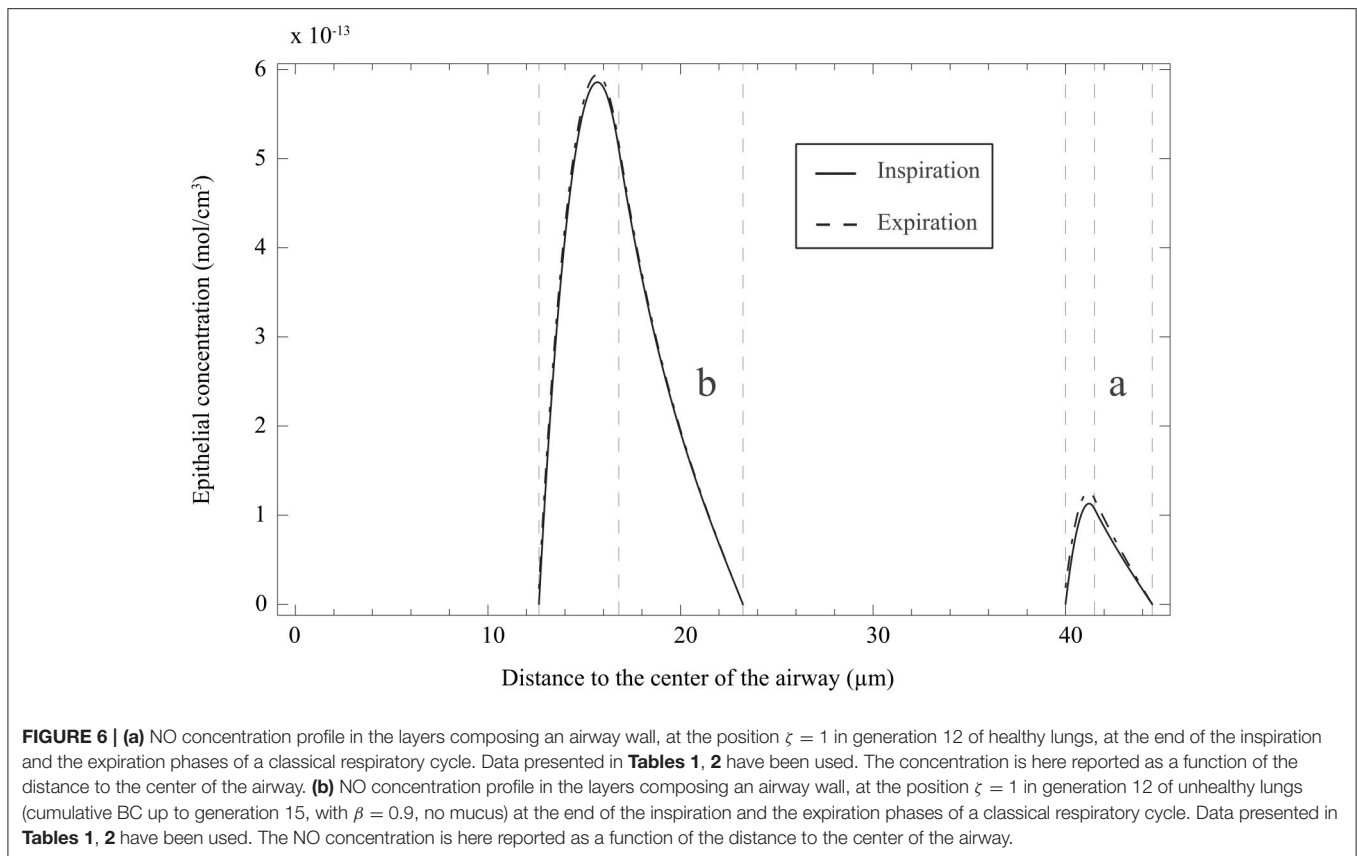 x 10⁻¹³
6
5
4
3
2
1
0
Epithelial concentration (mol/cm³)
Inspiration
Expiration
b
a
0 10 20 30 40
Distance to the center of the airway (µm)
FIGURE 6 | (a) NO concentration profile in the layers composing an airway wall, at the position ζ = 1 in generation 12 of healthy lungs, at the end of the inspiration
and the expiration phases of a classical respiratory cycle. Data presented in Tables 1, 2 have been used. The concentration is here reported as a function of the
distance to the center of the airway. (b) NO concentration profile in the layers composing an airway wall, at the position ζ = 1 in generation 12 of unhealthy lungs
(cumulative BC up to generation 15, with β = 0.9, no mucus) at the end of the inspiration and the expiration phases of a classical respiratory cycle. Data presented in
Tables 1, 2 have been used. The NO concentration is here reported as a function of the distance to the center of the airway.